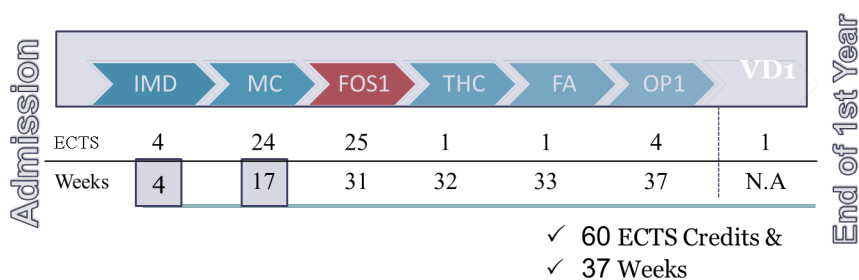 Admission
IMD MC FOS1 THC FA OP1 VD1
ECTS 4 24 25 1 1 4 1
Weeks 4 17 31 32 33 37 N.A
End of 1st Year
✓ 60 ECTS Credits &
✓ 37 Weeks